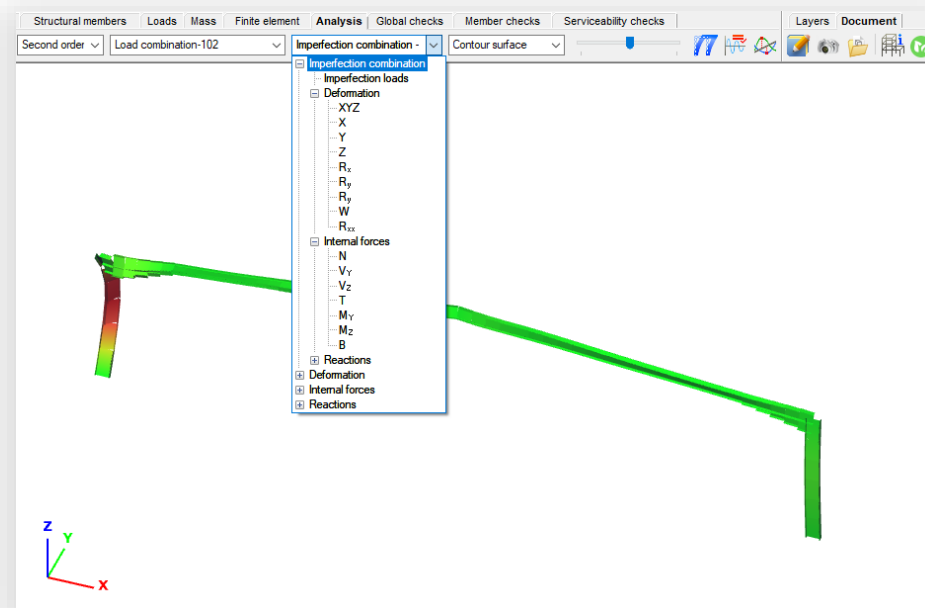 Structural members Loads Mass Finite element Analysis Global checks Member checks Serviceability checks Layers Document
Second order Load combination-102 Imperfection combination - Contour surface
Imperfection combination
Imperfection loads
Deformation
XYZ
X
Y
Z
Rx
Ry
Ry
W
Rxx
Internal forces
N
VY
VZ
T
MY
MZ
B
Reactions
Deformation
Internal forces
Reactions
Z
Y
X